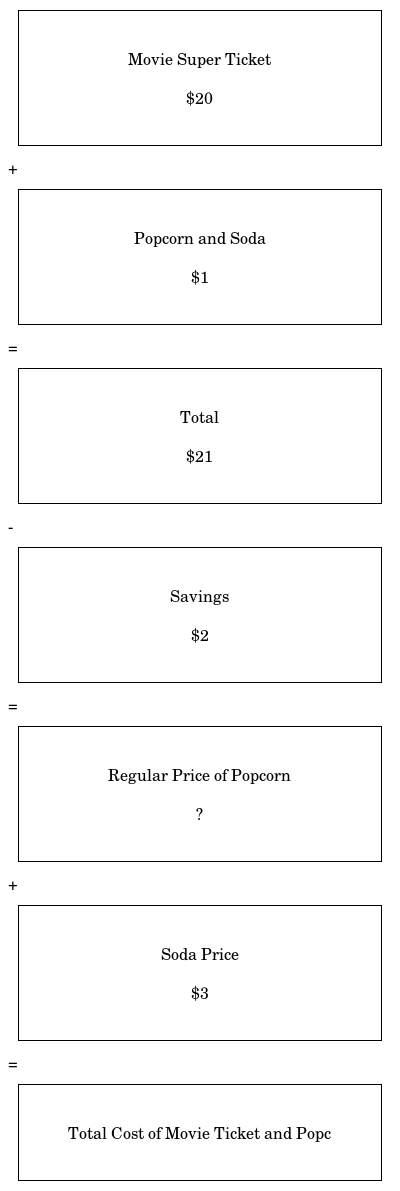 Movie Super Ticket
$20
+
Popcorn and Soda
$1
=
Total
$21
-
Savings
$2
=
Regular Price of Popcorn
?
+
Soda Price
$3
=
Total Cost of Movie Ticket and Popc